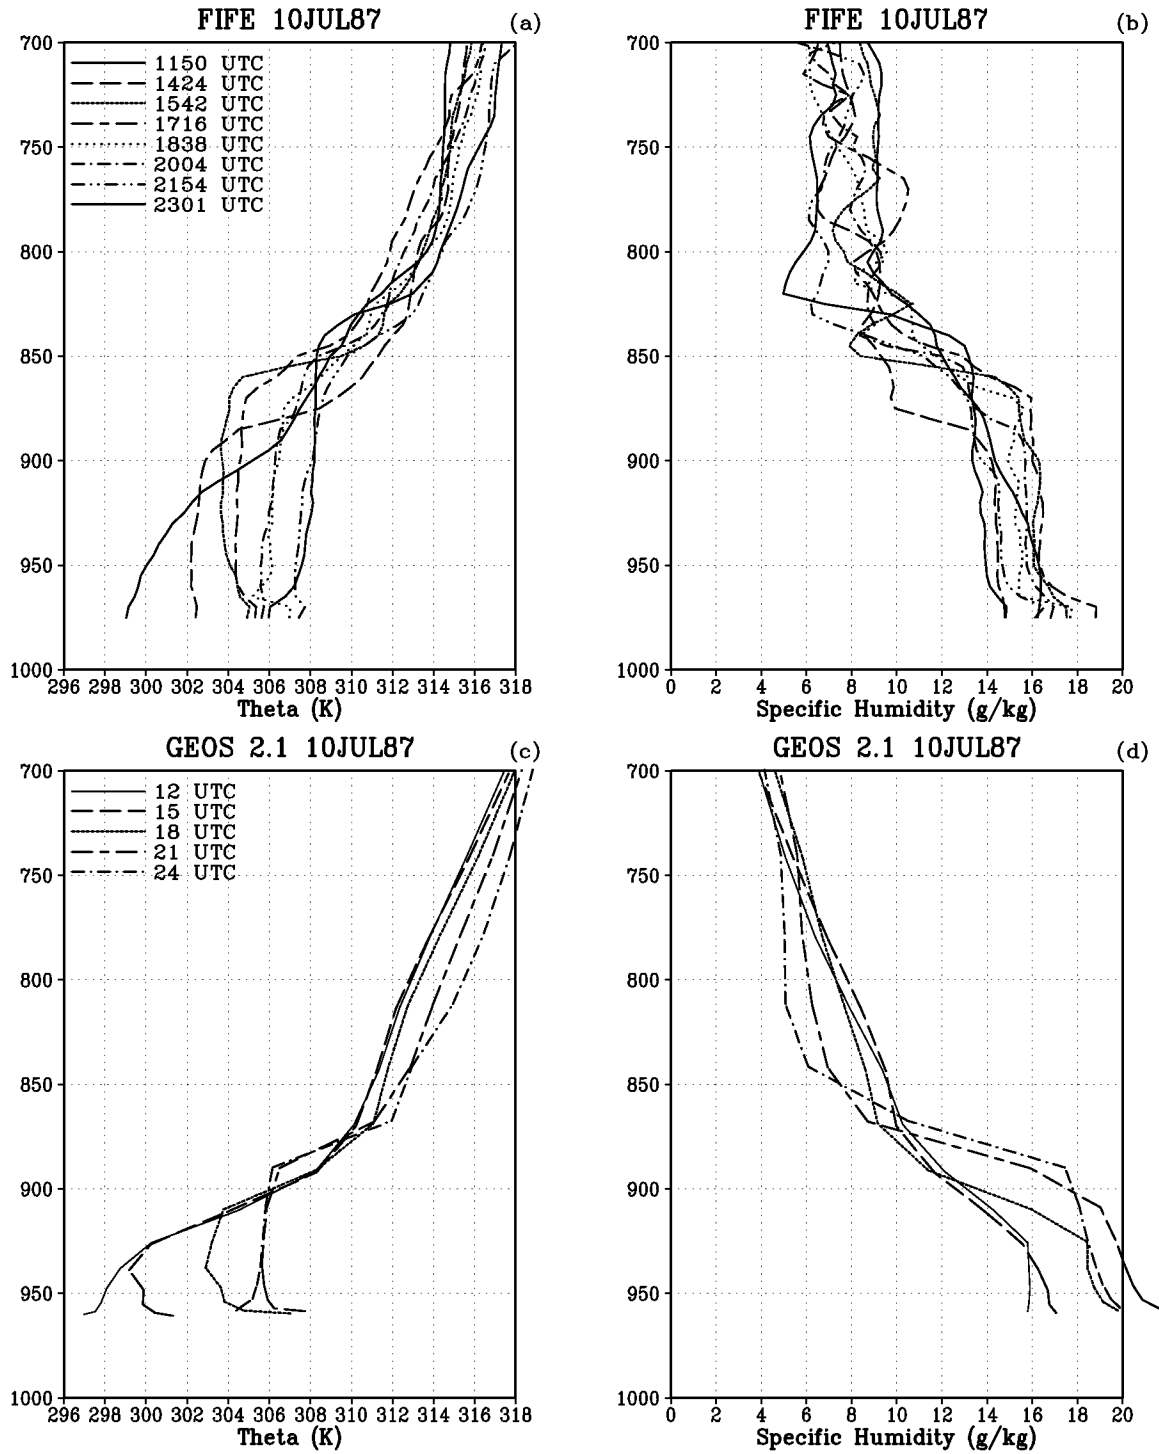 FIFE 10JUL87 (a)
700
750
800
850
900
950
1000
1150 UTC
1424 UTC
1542 UTC
1716 UTC
1838 UTC
2004 UTC
2154 UTC
2301 UTC
296 298 300 302 304 306 308 310 312 314 316 318
Theta (K)
FIFE 10JUL87 (b)
700
750
800
850
900
950
1000
0 2 4 6 8 10 12 14 16 18 20
Specific Humidity (g/kg)
GEOS 2.1 10JUL87 (c)
700
750
800
850
900
950
1000
12 UTC
15 UTC
18 UTC
21 UTC
24 UTC
296 298 300 302 304 306 308 310 312 314 316 318
Theta (K)
GEOS 2.1 10JUL87 (d)
700
750
800
850
900
950
1000
0 2 4 6 8 10 12 14 16 18 20
Specific Humidity (g/kg)